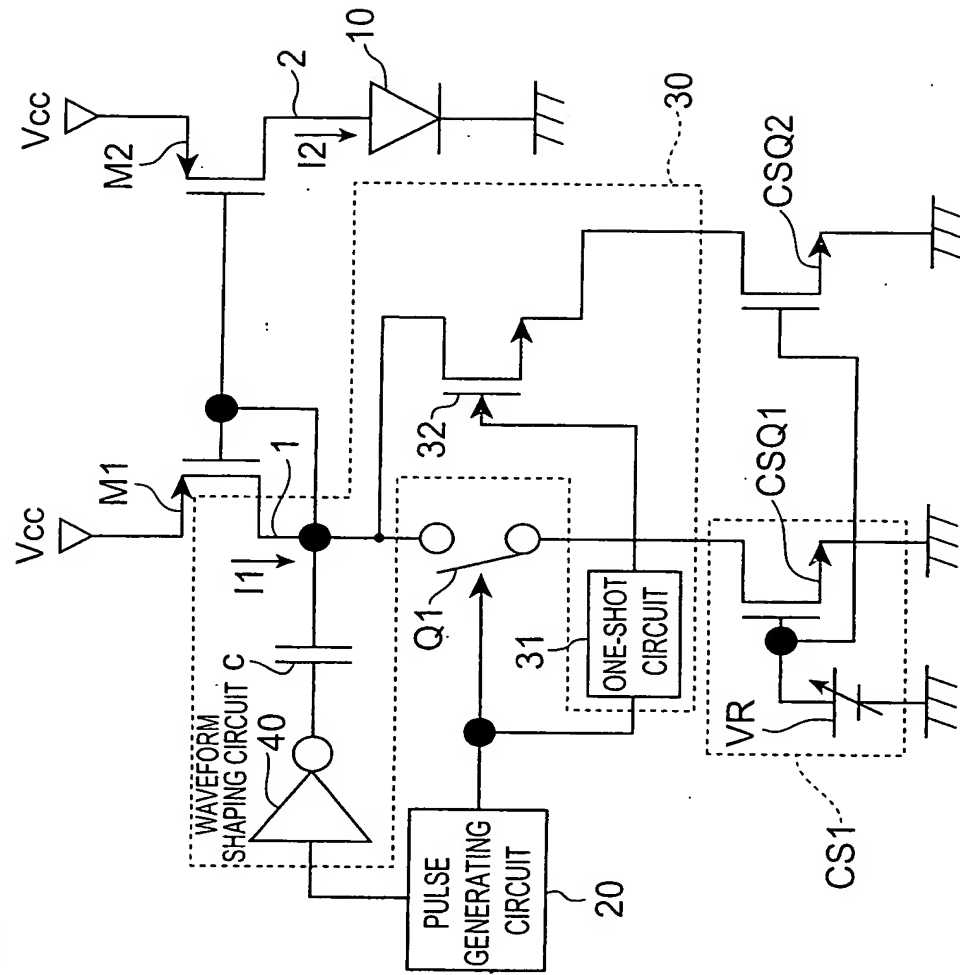 Vcc
Vcc
M1
M2
1
2
10
I1
I2
WAVEFORM
SHAPING CIRCUIT
C
40
30
Q1
32
PULSE
GENERATING
CIRCUIT
20
31
ONE-SHOT
CIRCUIT
VR
CSQ1
CSQ2
CS1